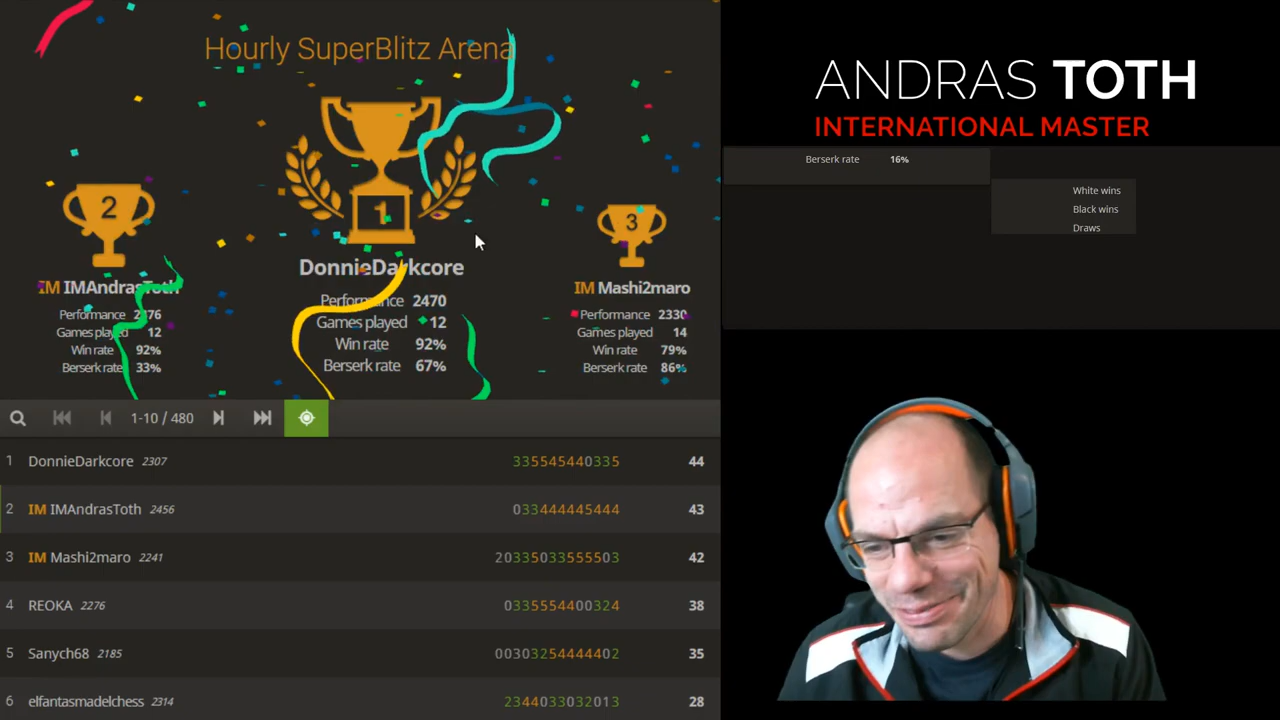 Hourly SuperBlitz Arena
ANDRAS TOTH
INTERNATIONAL MASTER
Berserk rate 16%
White wins
Black wins
Draws
2
1
3
DonnieDarkcore
Performance 2470
Games played 12
Win rate 92%
Berserk rate 67%
IM IMAndrasToth
Performance 2476
Games played 12
Win rate 92%
Berserk rate 33%
IM Mashi2maro
Performance 2330
Games played 14
Win rate 79%
Berserk rate 86%
1-10 / 480
1 DonnieDarkcore 2307 335545440335 44
2 IM IMAndrasToth 2456 033444445444 43
3 IM Mashi2maro 2241 20335033555503 42
4 REOKA 2276 0335554400324 38
5 Sanych68 2185 00303254444402 35
6 elfantasmadelchess 2314 2344033032013 28